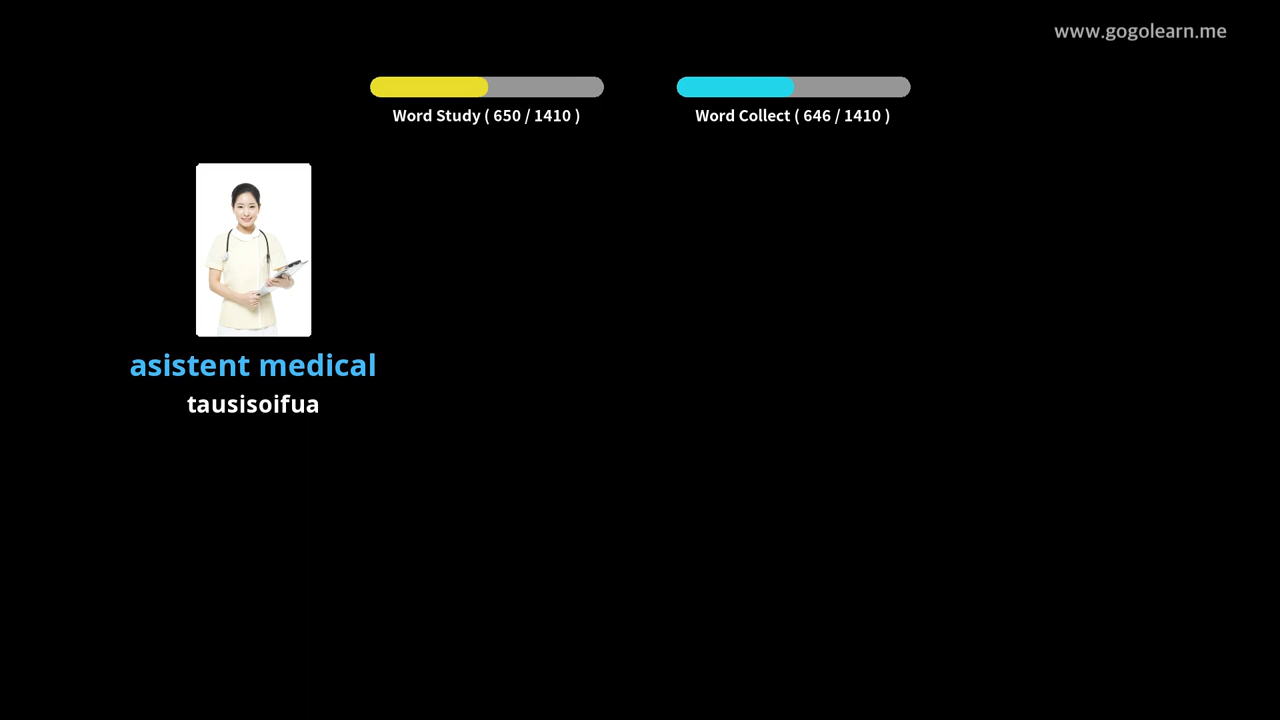 www.gogolearn.me
Word Study ( 650 / 1410 )
Word Collect ( 646 / 1410 )
asistent medical
tausisoifua